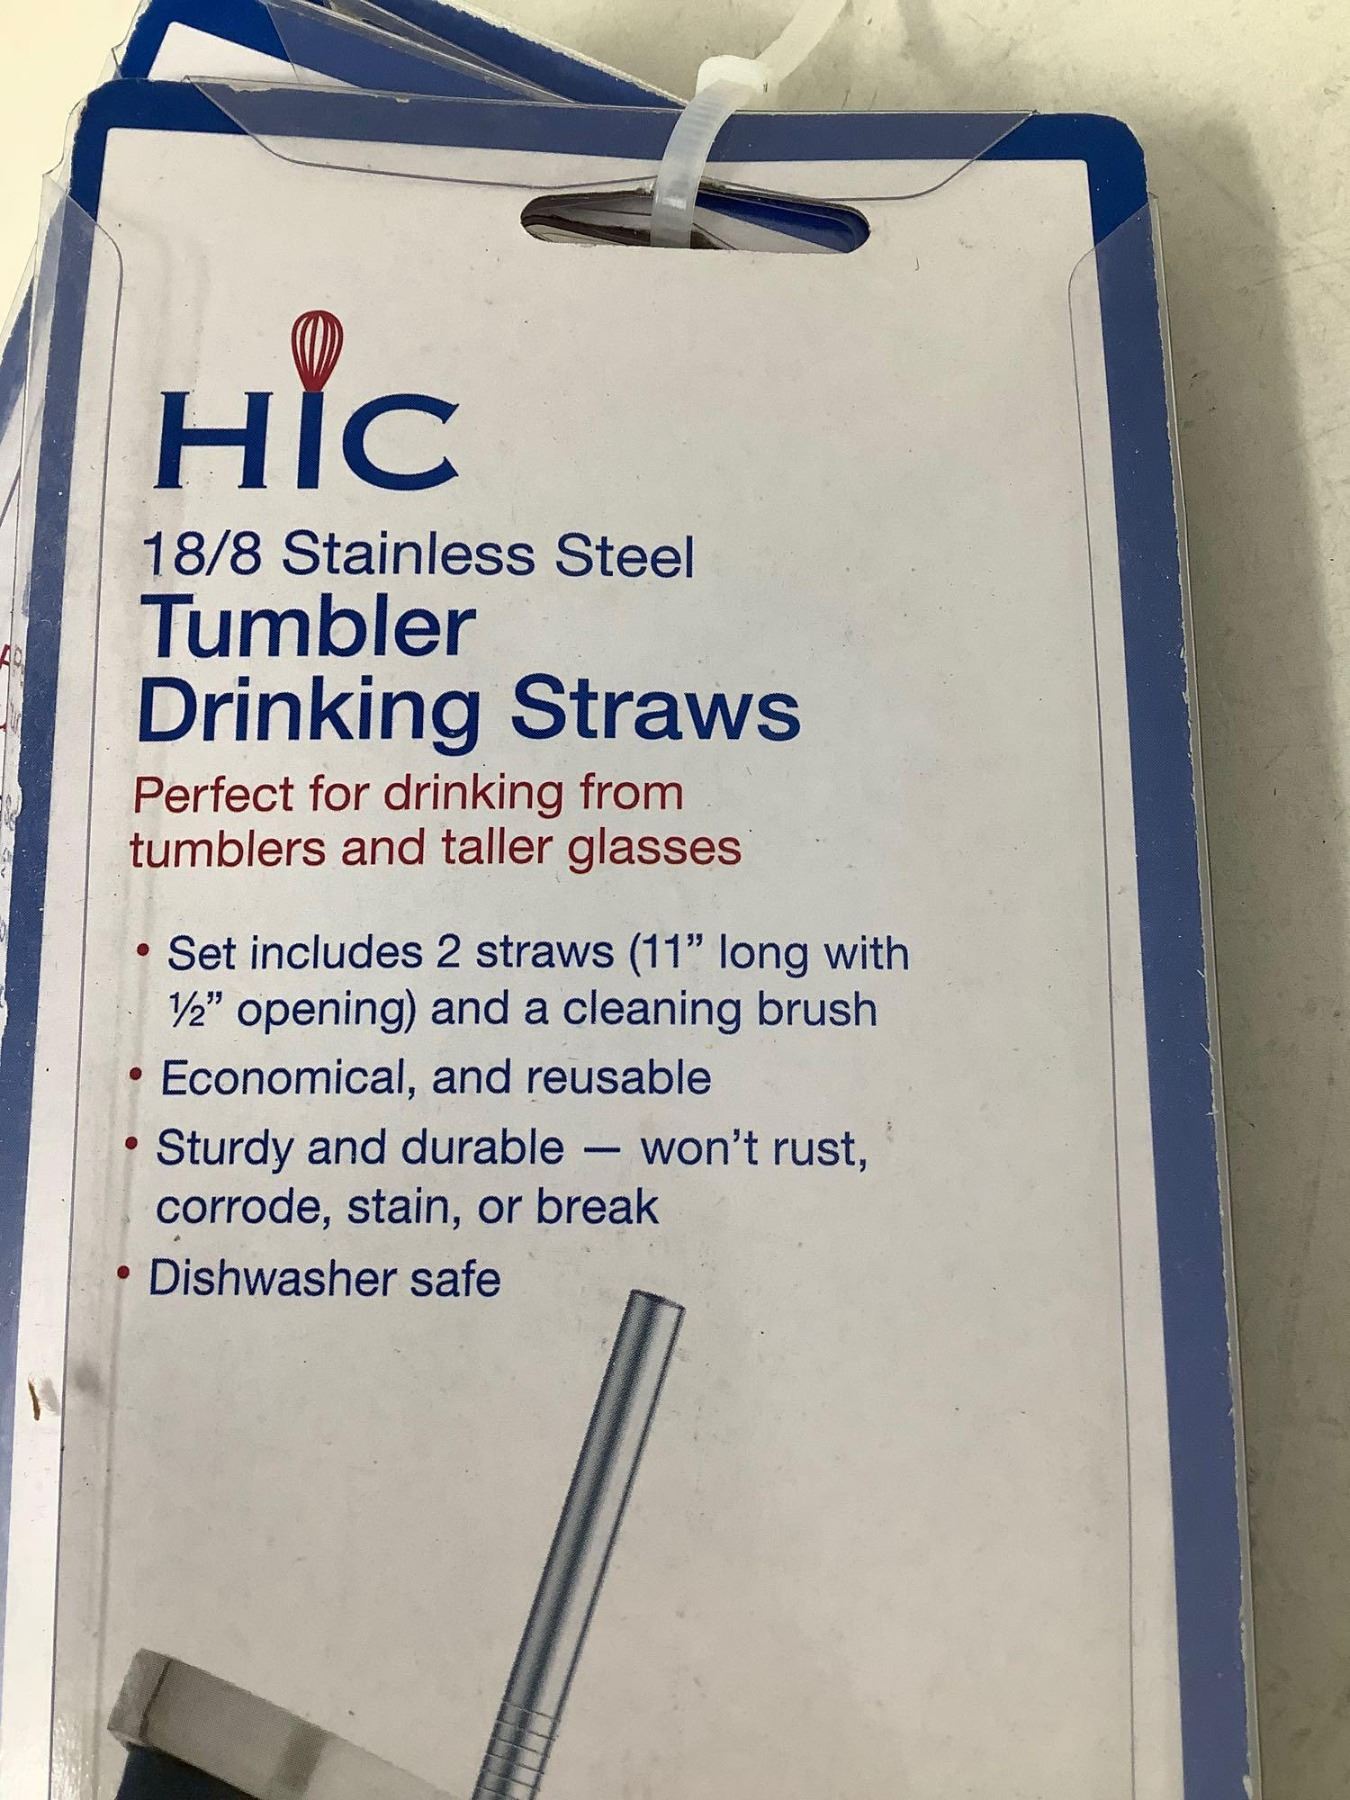 HIC
18/8 Stainless Steel
Tumbler
Drinking Straws
Perfect for drinking from
tumblers and taller glasses
• Set includes 2 straws (11” long with
½” opening) and a cleaning brush
• Economical, and reusable
• Sturdy and durable — won’t rust,
corrode, stain, or break
• Dishwasher safe